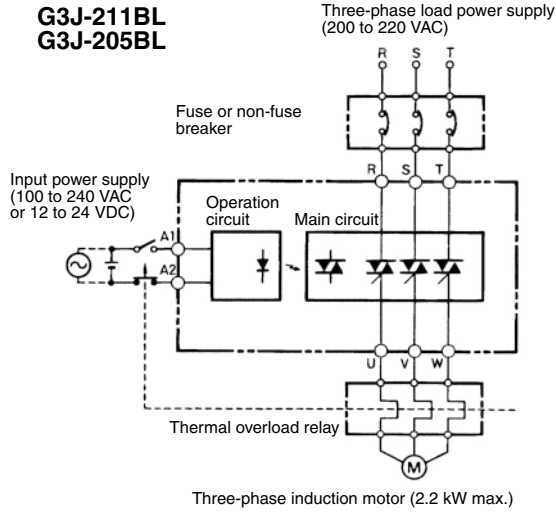 G3J-211BL
G3J-205BL
Three-phase load power supply
(200 to 220 VAC)
R S T
Fuse or non-fuse
breaker
R S T
Input power supply
(100 to 240 VAC
or 12 to 24 VDC)
Operation
circuit
Main circuit
A1
A2
U V W
Thermal overload relay
M
Three-phase induction motor (2.2 kW max.)